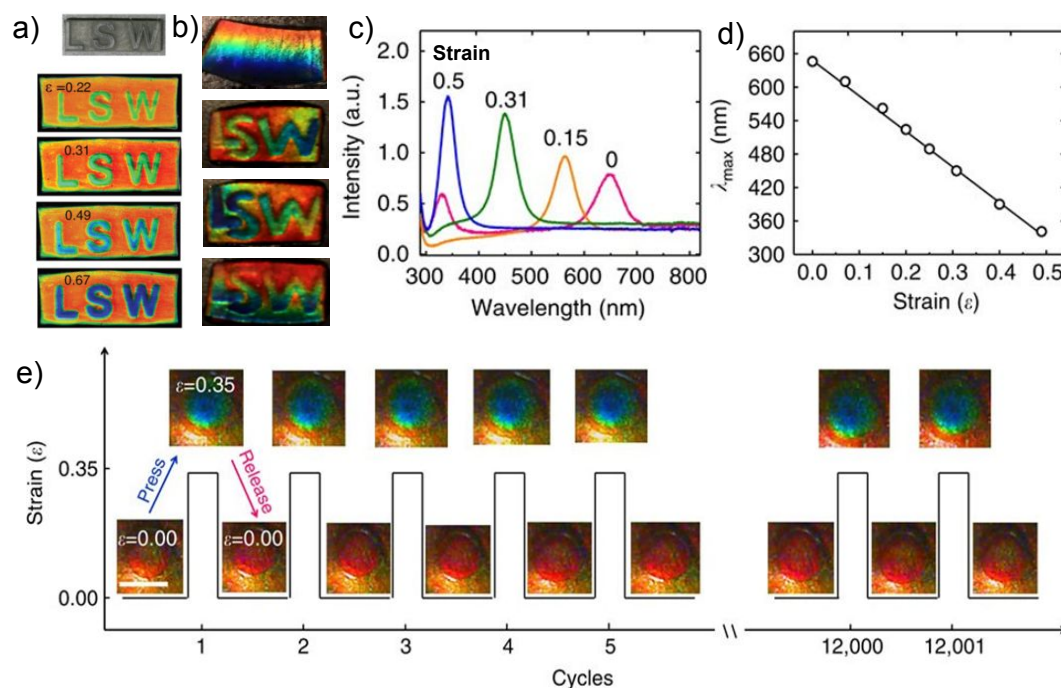 a)
LSW
ε =0.22
LSW
0.31
LSW
0.49
LSW
0.67
LSW
b)
LSW
LSW
LSW
c)
2.0
1.5
1.0
0.5
0.0
Intensity (a.u.)
Strain
0.5
0.31
0.15
0
300 400 500 600 700 800
Wavelength (nm)
d)
660
600
540
480
420
360
300
λmax (nm)
0.0 0.1 0.2 0.3 0.4 0.5
Strain (ε)
e)
Strain (ε)
0.35
0.00
ε=0.35
Press
Release
ε=0.00
ε=0.00
1 2 3 4 5 12,000 12,001
Cycles